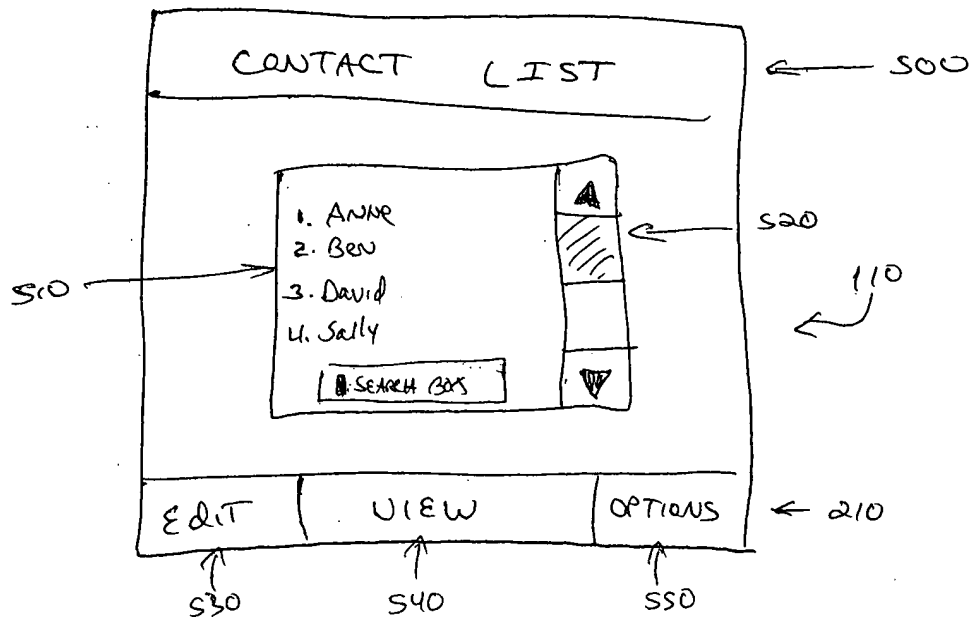 CONTACT LIST
500
1. Anne
520
2. Ben
510
3. David
110
4. Sally
SEARCH BOX
EdiT
VIEW
OPTIONS
210
530
540
550